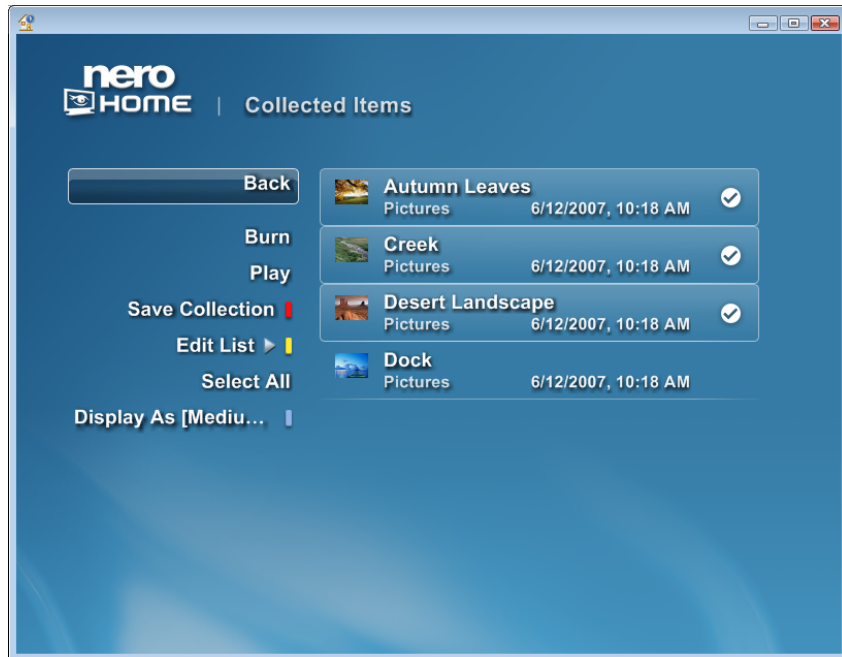 nero
HOME | Collected Items
Back
Burn
Play
Save Collection
Edit List
Select All
Display As [Mediu...
Autumn Leaves
Pictures 6/12/2007, 10:18 AM
Creek
Pictures 6/12/2007, 10:18 AM
Desert Landscape
Pictures 6/12/2007, 10:18 AM
Dock
Pictures 6/12/2007, 10:18 AM